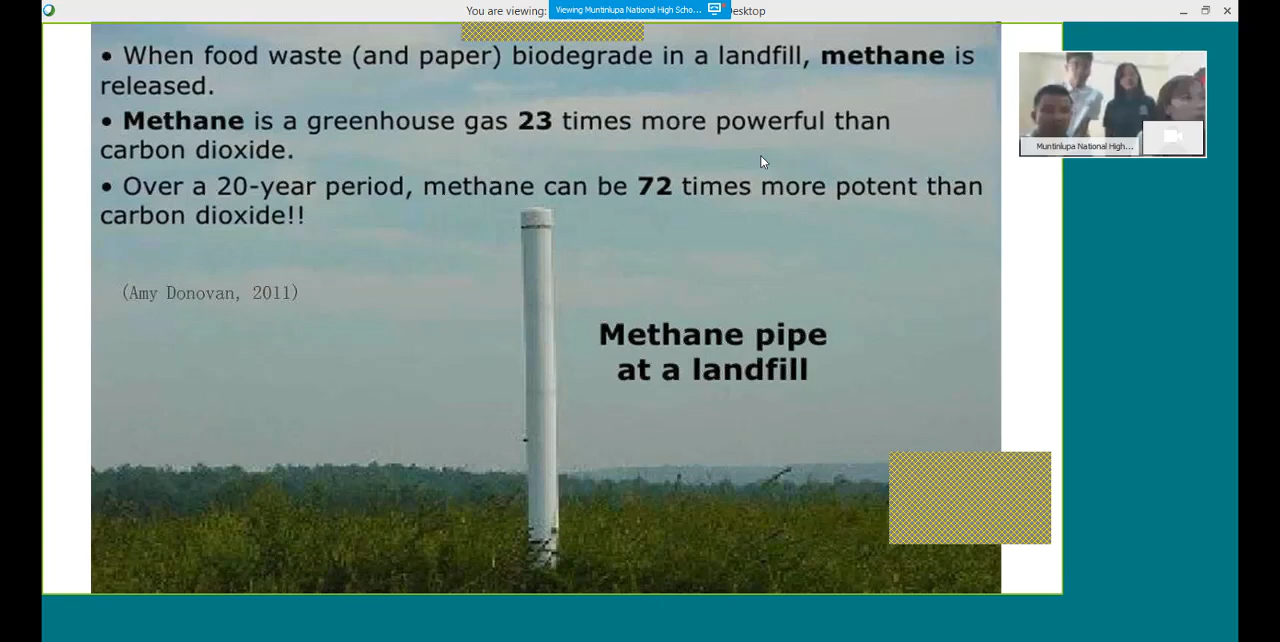 You are viewing:
Viewing Muntinlupa National High Scho...
esktop
• When food waste (and paper) biodegrade in a landfill, methane is
released.
• Methane is a greenhouse gas 23 times more powerful than
carbon dioxide.
• Over a 20-year period, methane can be 72 times more potent than
carbon dioxide!!
(Amy Donovan, 2011)
Methane pipe
at a landfill
Muntinlupa National High...